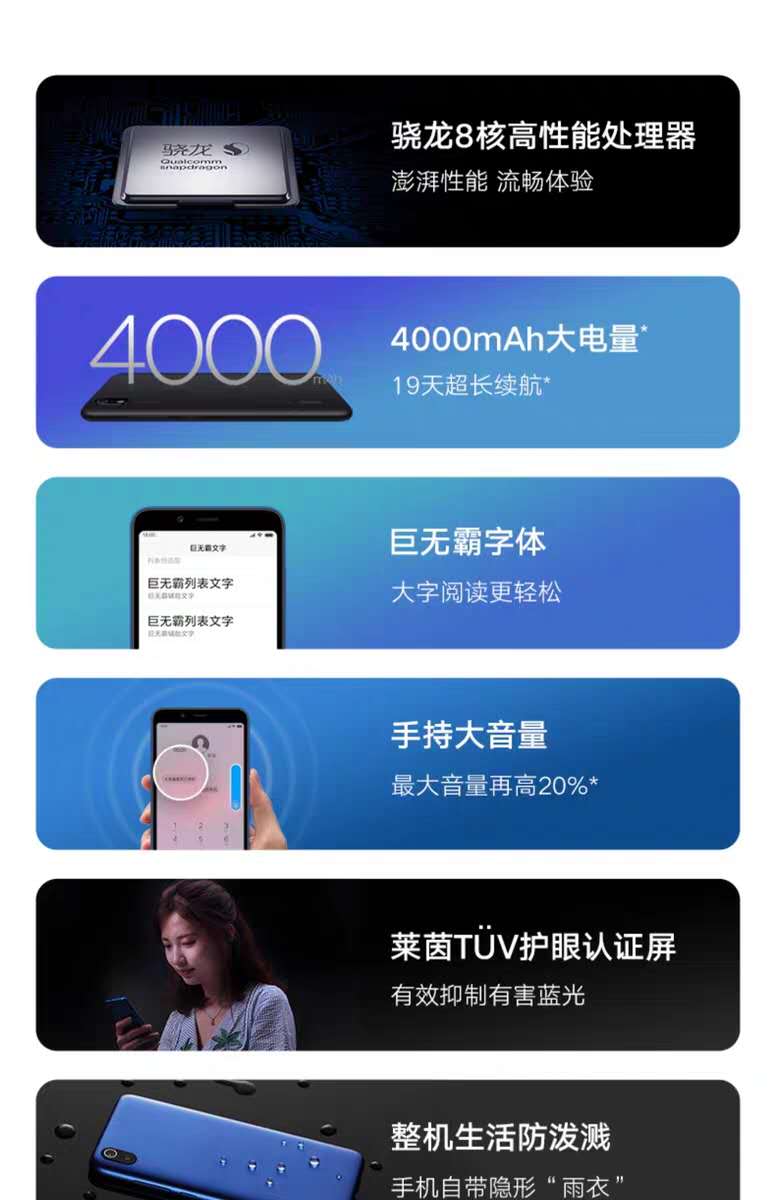 骁龙
Qualcomm
snapdragon
骁龙8核高性能处理器
澎湃性能 流畅体验
4000
mAh
4000mAh大电量*
19天超长续航*
巨无霸文字
巨无霸列表文字
巨无霸辅助文字
巨无霸列表文字
巨无霸辅助文字
巨无霸字体
大字阅读更轻松
1 2 3
4 5 6
手持大音量
最大音量再高20%*
莱茵TÜV护眼认证屏
有效抑制有害蓝光
整机生活防泼溅
手机自带隐形“雨衣”